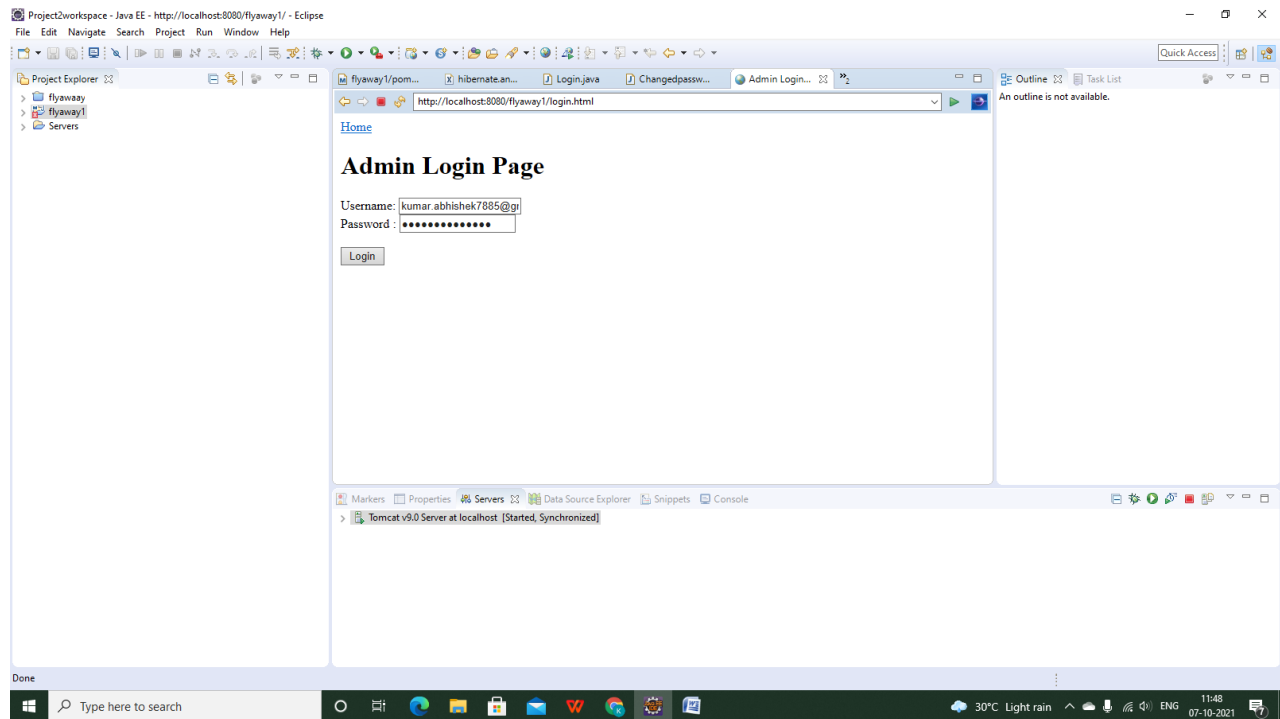 Project2workspace - Java EE - http://localhost:8080/flyaway1/ - Eclipse
File Edit Navigate Search Project Run Window Help
Quick Access
Project Explorer
flyawaay
flyaway1
Servers
flyaway1/pom...
hibernate.an...
Login.java
Changedpassw...
Admin Login...
2
http://localhost:8080/flyaway1/login.html
Home
Admin Login Page
Username: kumar.abhishek7885@g
Password : ●●●●●●●●●●●●●●
Login
Outline
Task List
An outline is not available.
Markers Properties Servers Data Source Explorer Snippets Console
Tomcat v9.0 Server at localhost [Started, Synchronized]
Done
Type here to search
30°C Light rain
ENG
11:48
07-10-2021
7